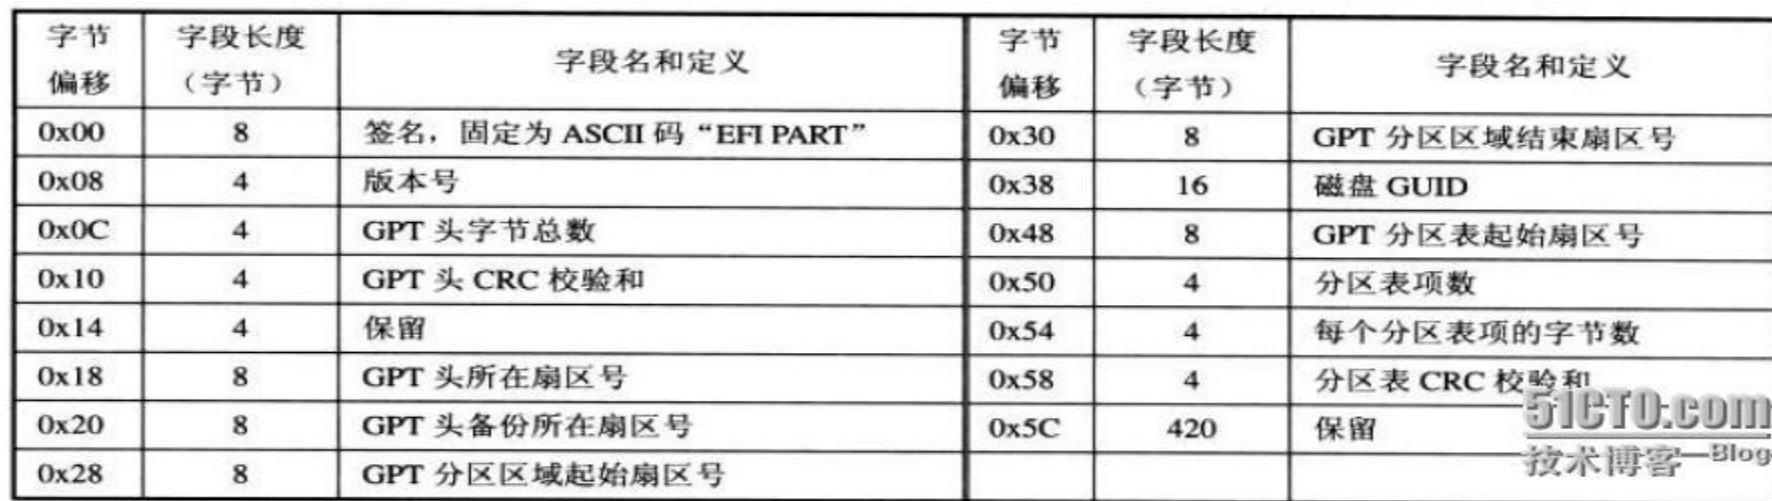 字节 字段长度 字段名和定义 字节 字段长度 字段名和定义
偏移 （字节） 偏移 （字节）
0x00 8 签名，固定为 ASCII 码“EFI PART” 0x30 8 GPT 分区区域结束扇区号
0x08 4 版本号 0x38 16 磁盘 GUID
0x0C 4 GPT 头字节总数 0x48 8 GPT 分区表起始扇区号
0x10 4 GPT 头 CRC 校验和 0x50 4 分区表项数
0x14 4 保留 0x54 4 每个分区表项的字节数
0x18 8 GPT 头所在扇区号 0x58 4 分区表 CRC 校验和
0x20 8 GPT 头备份所在扇区号 0x5C 420 保留
0x28 8 GPT 分区区域起始扇区号
51CTO.com
技术博客—Blog